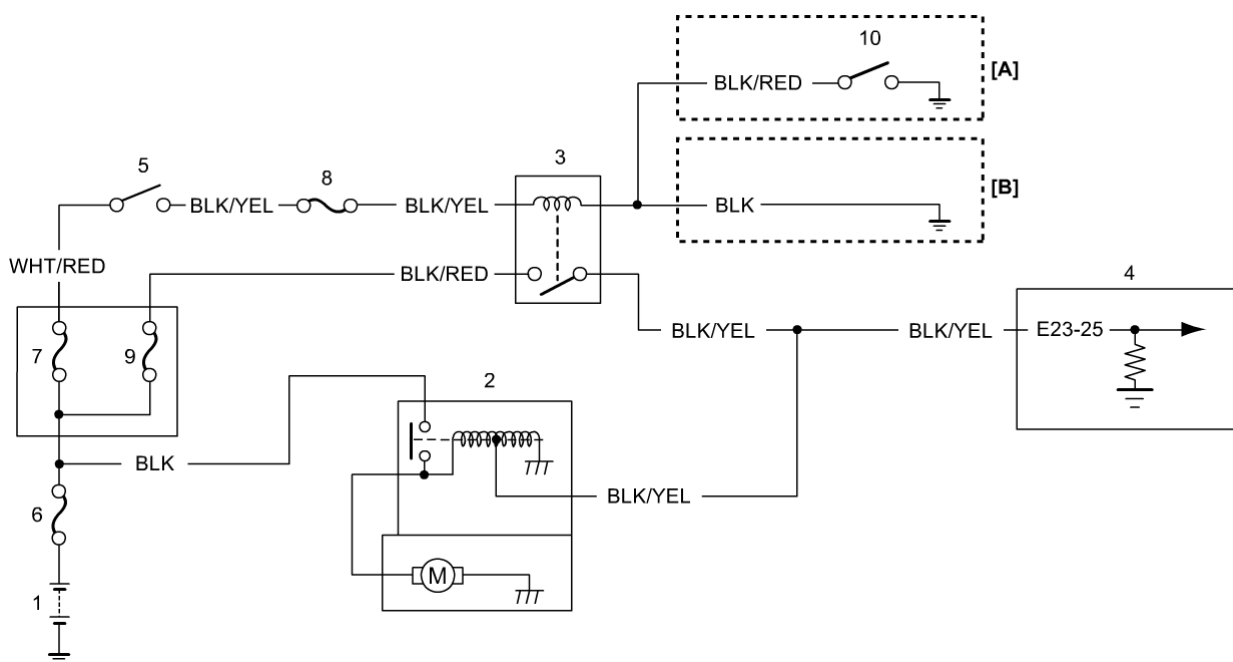 10
BLK/RED
[A]
5
8
3
BLK/YEL
BLK/YEL
BLK
[B]
WHT/RED
BLK/RED
4
7
9
BLK/YEL
BLK/YEL
E23-25
2
BLK
BLK/YEL
6
M
1